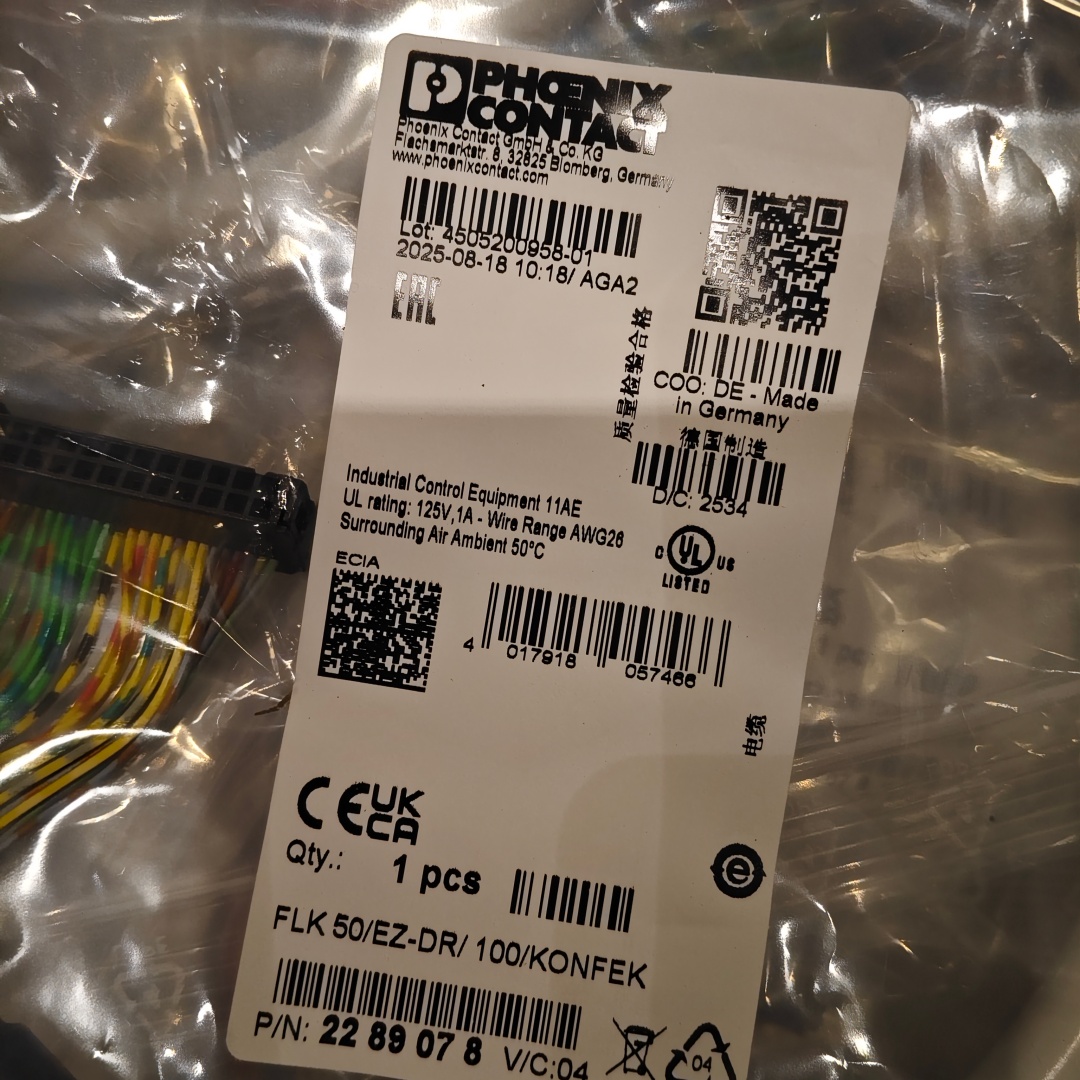 PHOENIX
CONTACT
Phoenix Contact GmbH & Co. KG
Flachsmarktstr. 8, 32825 Blomberg, Germany
www.phoenixcontact.com
Lot: 4505200958-01
2025-08-18 10:18/ AGA2
EAC
质量检验合格
COO: DE - Made
in Germany
德国制造
D/C: 2534
Industrial Control Equipment 11AE
UL rating: 125V,1A - Wire Range AWG26
Surrounding Air Ambient 50°C
C UL US
LISTED
ECIA
4 017918 057466
电缆
CE UK
CA
e
Qty.: 1 pcs
FLK 50/EZ-DR/ 100/KONFEK
P/N: 22 89 07 8 V/C:04
04